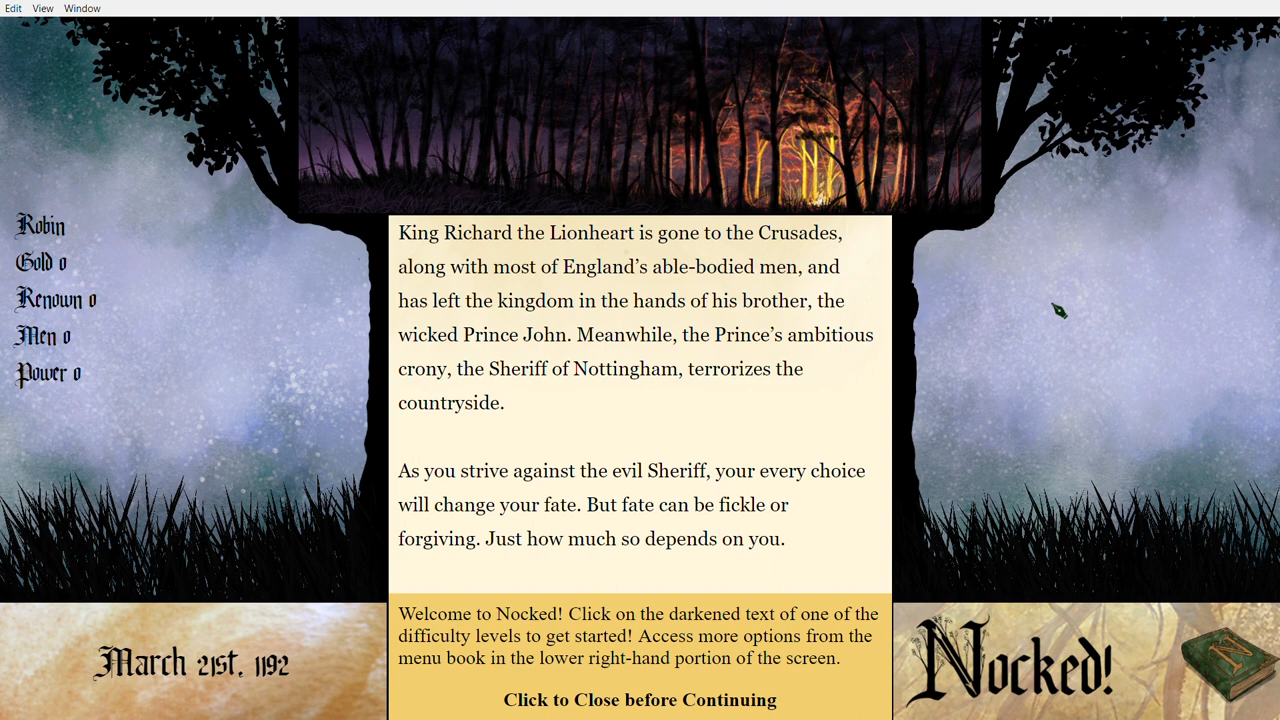 Edit View Window
Robin
Gold 0
Renown 0
Men 0
Power 0
King Richard the Lionheart is gone to the Crusades,
along with most of England’s able-bodied men, and
has left the kingdom in the hands of his brother, the
wicked Prince John. Meanwhile, the Prince’s ambitious
crony, the Sheriff of Nottingham, terrorizes the
countryside.
As you strive against the evil Sheriff, your every choice
will change your fate. But fate can be fickle or
forgiving. Just how much so depends on you.
Welcome to Nocked! Click on the darkened text of one of the
difficulty levels to get started! Access more options from the
menu book in the lower right-hand portion of the screen.
Click to Close before Continuing
March 21st, 1192
Nocked!
N